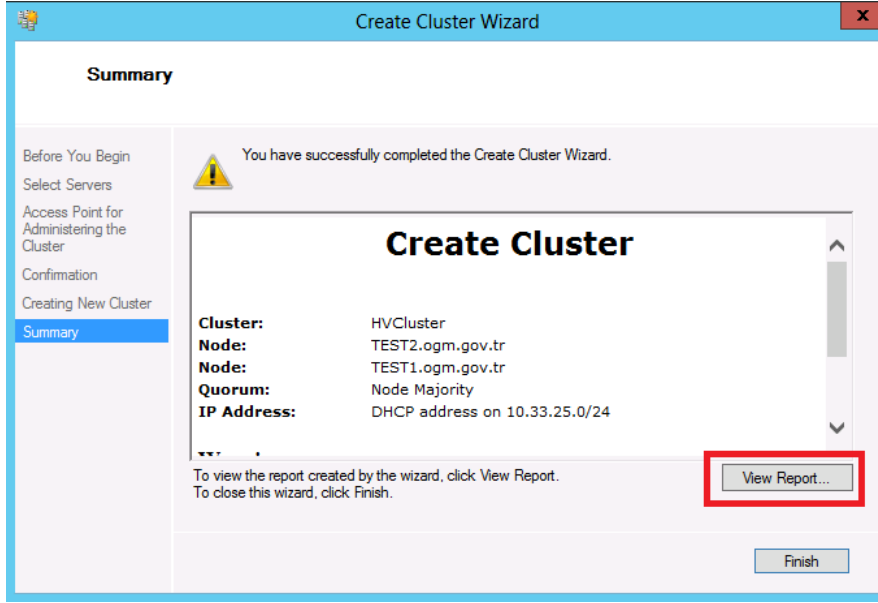 Create Cluster Wizard
x
Summary
Before You Begin
Select Servers
Access Point for
Administering the
Cluster
Confirmation
Creating New Cluster
Summary
You have successfully completed the Create Cluster Wizard.
Create Cluster
Cluster: HVCluster
Node: TEST2.ogm.gov.tr
Node: TEST1.ogm.gov.tr
Quorum: Node Majority
IP Address: DHCP address on 10.33.25.0/24
To view the report created by the wizard, click View Report.
To close this wizard, click Finish.
View Report...
Finish